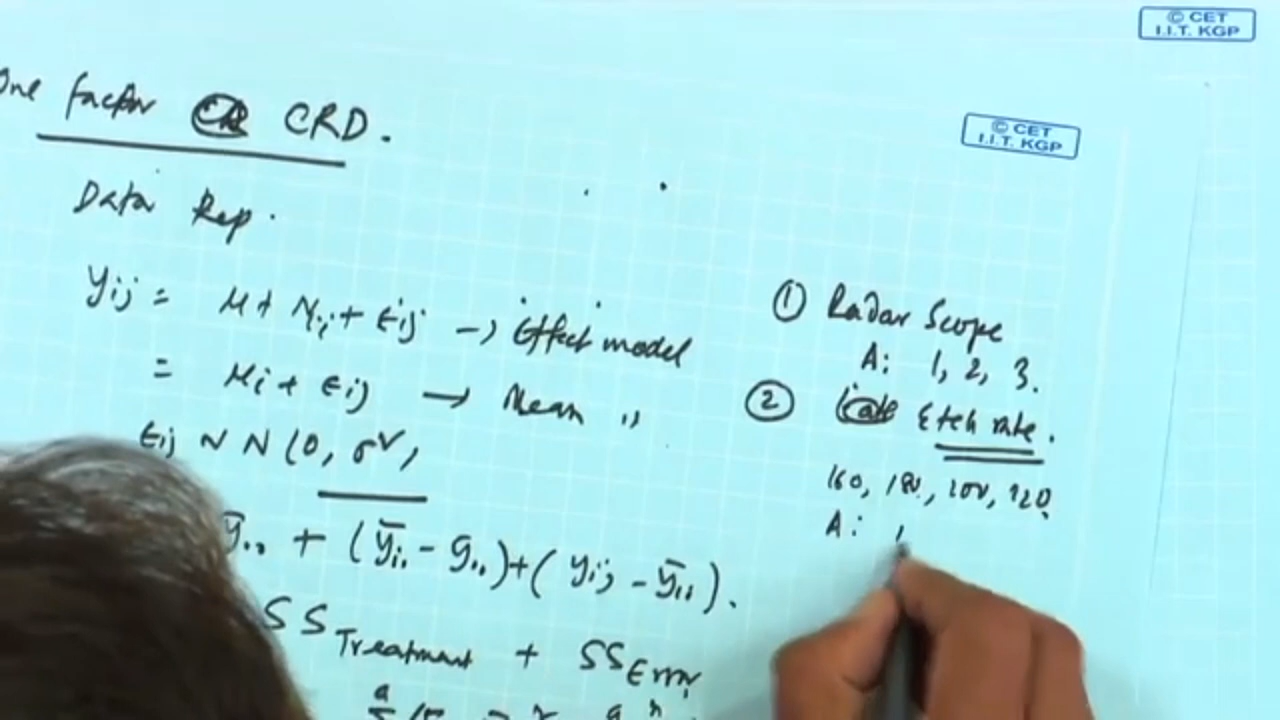 © CET
I.I.T. KGP
© CET
I.I.T. KGP
One factor CRD.
Data Rep.
yij = μ + τi + εij → Effect model
= μi + εij → Mean "
εij ~ N(0, σ²)
ȳ.. + (ȳi. - ȳ..) + (yij - ȳi.).
SS Treatment + SS Error
① Radar Scope
A: 1, 2, 3.
② Etch rate.
160, 180, 200, 220
A: 1